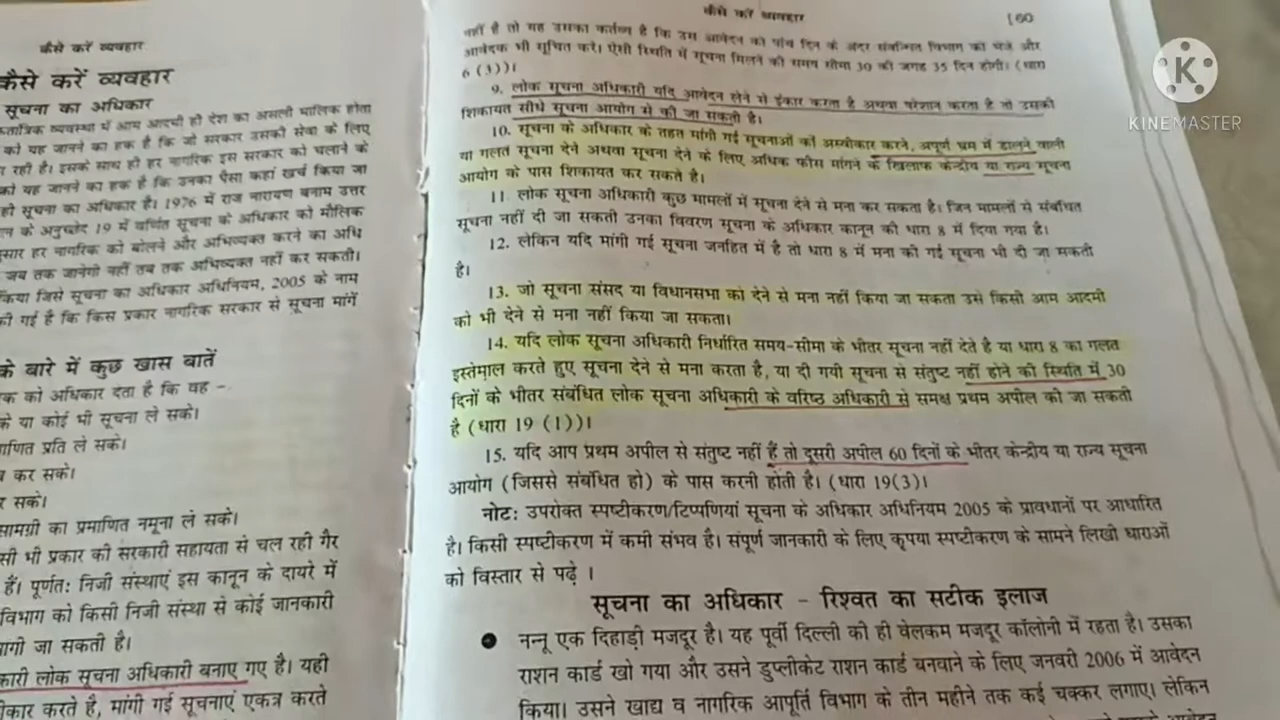 कैसे करें व्यवहार
कैसे करें व्यवहार
सूचना का अधिकार
व्यवस्था में आम आदमी ही देश का असली मालिक होता
को यह जानने का हक है कि जो सरकार उसकी सेवा के लिए
रही है। इसके साथ ही हर नागरिक इस सरकार को चलाने के
को यह जानने का हक है कि उनका पैसा कहां खर्च किया जा
हो सूचना का अधिकार है। 1976 में राज नारायण बनाम उत्तर
के अनुच्छेद 19 में वर्णित सूचना के अधिकार को मौलिक
हर नागरिक को बोलने और अभिव्यक्त करने का अधि
जब तक जानेगी नहीं तब तक अभिव्यक्त नहीं कर सकती।
किया जिसे सूचना का अधिकार अधिनियम, 2005 के नाम
की गई है कि किस प्रकार नागरिक सरकार से सूचना मांगें
के बारे में कुछ खास बातें
को अधिकार देता है कि वह –
या कोई भी सूचना ले सके।
प्रति ले सके।
कर सके।
सके।
सामग्री का प्रमाणित नमूना ले सके।
भी प्रकार की सरकारी सहायता से चल रही गैर
हैं। पूर्णत: निजी संस्थाएं इस कानून के दायरे में
विभाग को किसी निजी संस्था से कोई जानकारी
जा सकती है।
लोक सूचना अधिकारी बनाए गए है। यही
करते है, मांगी गई सूचनाएं एकत्र करते
कैसे करें व्यवहार
[60
नहीं है तो यह उसका कर्तव्य है कि उस आवेदन को पांच दिन के अंदर संबन्धित विभाग को भेजे और
आवेदक भी सूचित करे। ऐसी स्थिति में सूचना मिलने की समय सीमा 30 की जगह 35 दिन होगी। (धारा
6 (3))।
9. लोक सूचना अधिकारी यदि आवेदन लेने से इंकार करता है अथवा परेशान करता है तो उसकी
शिकायत सीधे सूचना आयोग से की जा सकती है।
10. सूचना के अधिकार के तहत मांगी गई सूचनाओं को अस्वीकार करने, अपूर्ण भ्रम में डालने वाली
या गलत सूचना देने अथवा सूचना देने के लिए अधिक फीस मांगने के खिलाफ केन्द्रीय या राज्य सूचना
आयोग के पास शिकायत कर सकते है।
11. लोक सूचना अधिकारी कुछ मामलों में सूचना देने से मना कर सकता है। जिन मामलों से संबंधित
सूचना नहीं दी जा सकती उनका विवरण सूचना के अधिकार कानून की धारा 8 में दिया गया है।
12. लेकिन यदि मांगी गई सूचना जनहित में है तो धारा 8 में मना की गई सूचना भी दी जा सकती
है।
13. जो सूचना संसद या विधानसभा को देने से मना नहीं किया जा सकता उसे किसी आम आदमी
को भी देने से मना नहीं किया जा सकता।
14. यदि लोक सूचना अधिकारी निर्धारित समय-सीमा के भीतर सूचना नहीं देते है या धारा 8 का गलत
इस्तेमाल करते हुए सूचना देने से मना करता है, या दी गयी सूचना से संतुष्ट नहीं होने की स्थिति में 30
दिनों के भीतर संबंधित लोक सूचना अधिकारी के वरिष्ठ अधिकारी से समक्ष प्रथम अपील की जा सकती
है (धारा 19 (1))।
15. यदि आप प्रथम अपील से संतुष्ट नहीं हैं तो दूसरी अपील 60 दिनों के भीतर केन्द्रीय या राज्य सूचना
आयोग (जिससे संबंधित हो) के पास करनी होती है। (धारा 19(3)।
नोट: उपरोक्त स्पष्टीकरण/टिप्पणियां सूचना के अधिकार अधिनियम 2005 के प्रावधानों पर आधारित
है। किसी स्पष्टीकरण में कमी संभव है। संपूर्ण जानकारी के लिए कृपया स्पष्टीकरण के सामने लिखी धाराओं
को विस्तार से पढ़े ।
सूचना का अधिकार – रिश्वत का सटीक इलाज
● नन्नू एक दिहाड़ी मजदूर है। यह पूर्वी दिल्ली की ही वेलकम मजदूर कॉलोनी में रहता है। उसका
राशन कार्ड खो गया और उसने डुप्लीकेट राशन कार्ड बनवाने के लिए जनवरी 2006 में आवेदन
किया। उसने खाद्य व नागरिक आपूर्ति विभाग के तीन महीने तक कई चक्कर लगाए। लेकिन
K
KINEMASTER